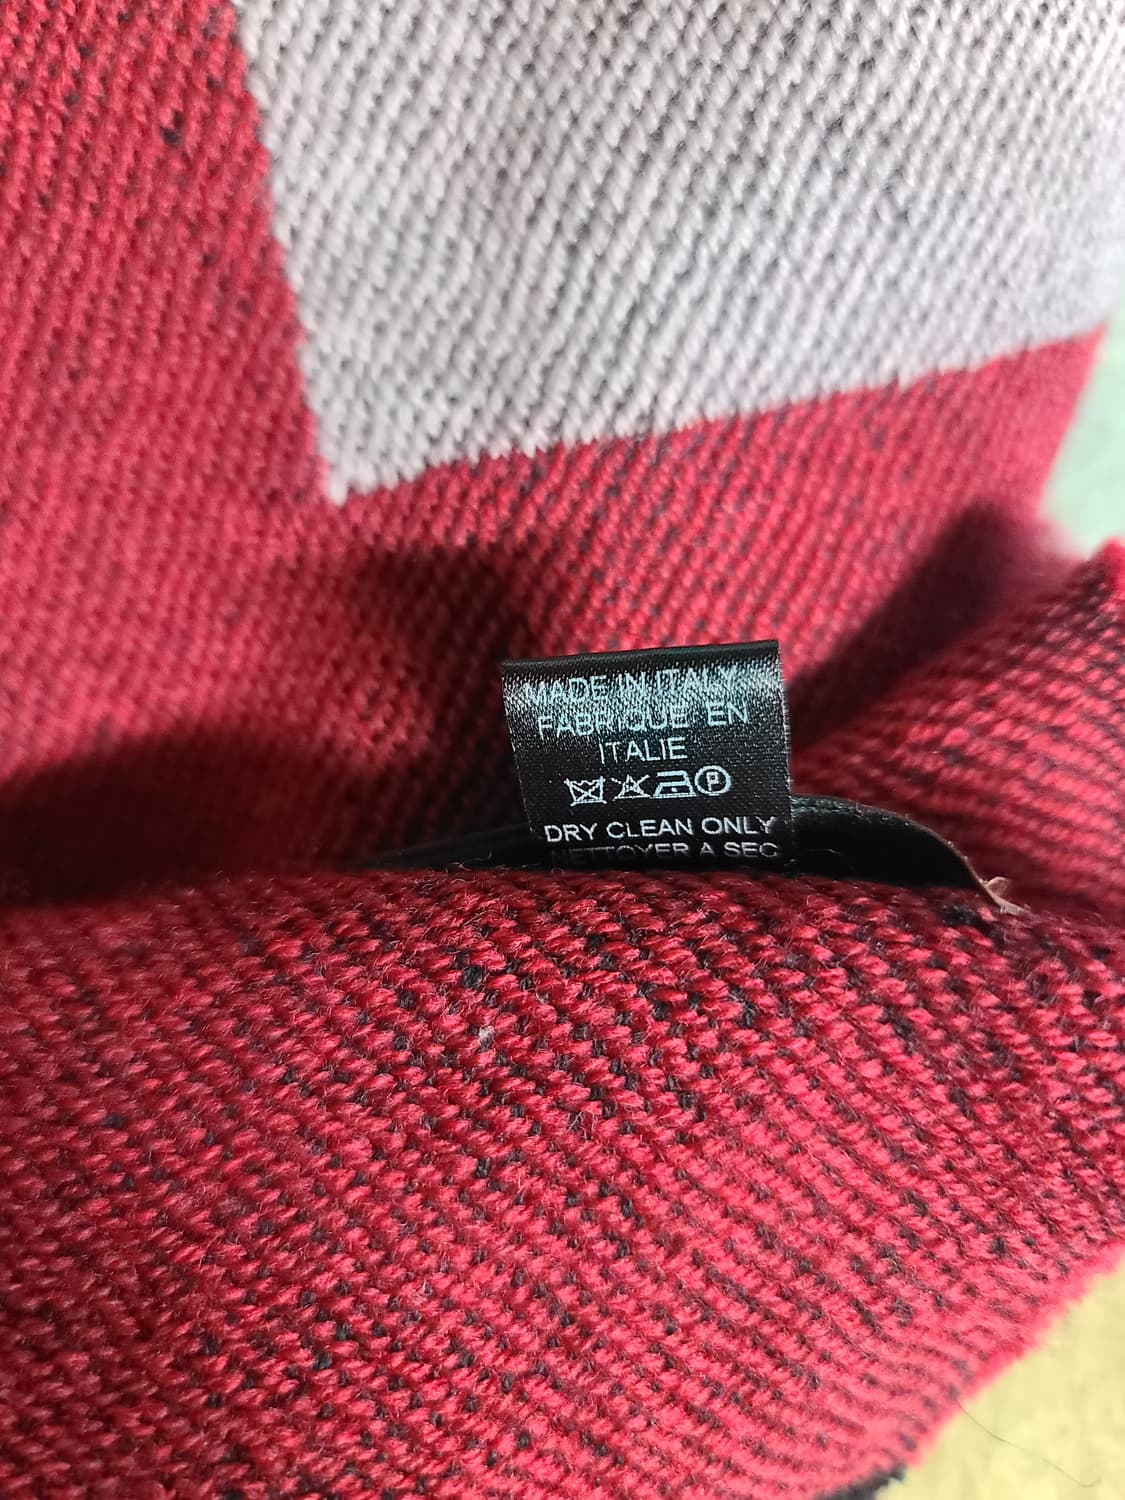 MADE IN ITALY
FABRIQUE EN
ITALIE
P
DRY CLEAN ONLY
NETTOYER A SEC